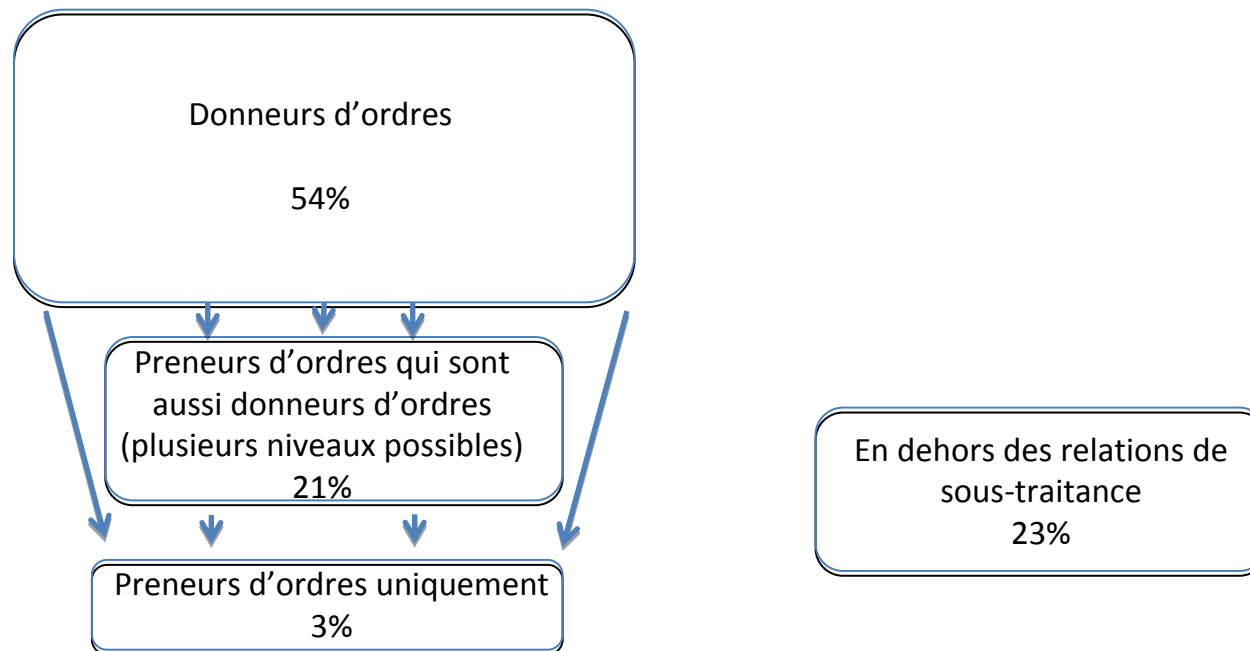 Donneurs d’ordres
54%
Preneurs d’ordres qui sont
aussi donneurs d’ordres
(plusieurs niveaux possibles)
21%
En dehors des relations de
sous-traitance
23%
Preneurs d’ordres uniquement
3%